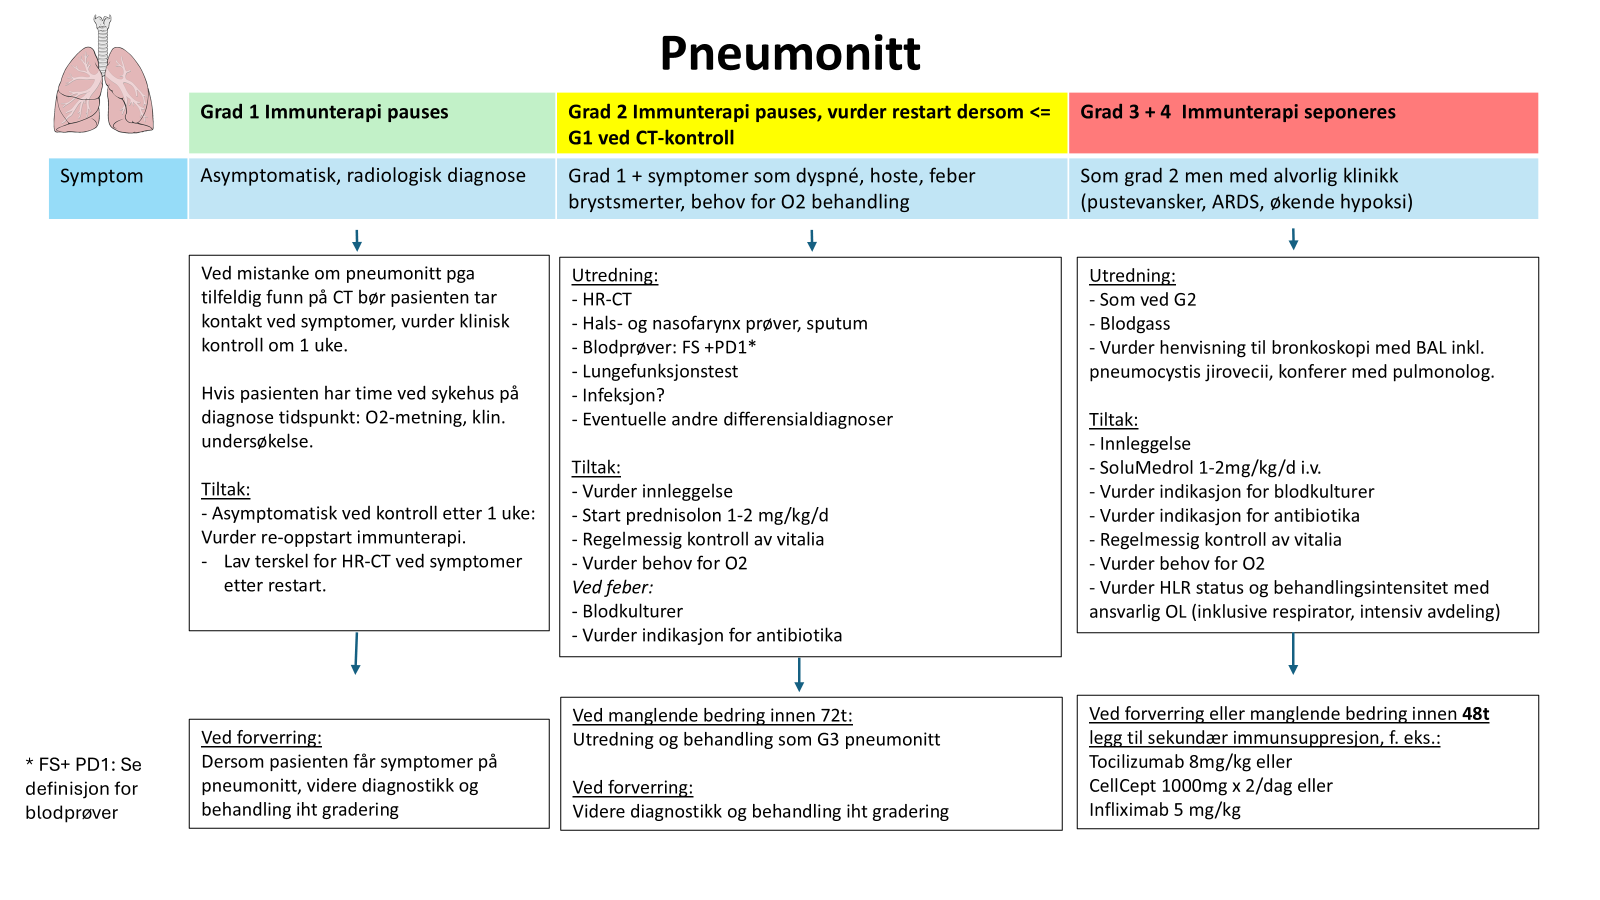 Pneumonitt
Grad 1 Immunterapi pauses
Grad 2 Immunterapi pauses, vurder restart dersom <=
G1 ved CT-kontroll
Grad 3 + 4  Immunterapi seponeres
Symptom
Asymptomatisk, radiologisk diagnose
Grad 1 + symptomer som dyspné, hoste, feber
brystsmerter, behov for O2 behandling
Som grad 2 men med alvorlig klinikk
(pustevansker, ARDS, økende hypoksi)
Ved mistanke om pneumonitt pga
tilfeldig funn på CT bør pasienten tar
kontakt ved symptomer, vurder klinisk
kontroll om 1 uke.
Hvis pasienten har time ved sykehus på
diagnose tidspunkt: O2-metning, klin.
undersøkelse.
Tiltak:
- Asymptomatisk ved kontroll etter 1 uke:
Vurder re-oppstart immunterapi.
- Lav terskel for HR-CT ved symptomer
etter restart.
Utredning:
- HR-CT
- Hals- og nasofarynx prøver, sputum
- Blodprøver: FS +PD1*
- Lungefunksjonstest
- Infeksjon?
- Eventuelle andre differensialdiagnoser
Tiltak:
- Vurder innleggelse
- Start prednisolon 1-2 mg/kg/d
- Regelmessig kontroll av vitalia
- Vurder behov for O2
Ved feber:
- Blodkulturer
- Vurder indikasjon for antibiotika
Utredning:
- Som ved G2
- Blodgass
- Vurder henvisning til bronkoskopi med BAL inkl.
pneumocystis jirovecii, konferer med pulmonolog.
Tiltak:
- Innleggelse
- SoluMedrol 1-2mg/kg/d i.v.
- Vurder indikasjon for blodkulturer
- Vurder indikasjon for antibiotika
- Regelmessig kontroll av vitalia
- Vurder behov for O2
- Vurder HLR status og behandlingsintensitet med
ansvarlig OL (inklusive respirator, intensiv avdeling)
Ved forverring:
Dersom pasienten får symptomer på
pneumonitt, videre diagnostikk og
behandling iht gradering
Ved manglende bedring innen 72t:
Utredning og behandling som G3 pneumonitt
Ved forverring:
Videre diagnostikk og behandling iht gradering
Ved forverring eller manglende bedring innen 48t
legg til sekundær immunsuppresjon, f. eks.:
Tocilizumab 8mg/kg eller
CellCept 1000mg x 2/dag eller
Infliximab 5 mg/kg
* FS+ PD1: Se
definisjon for
blodprøver